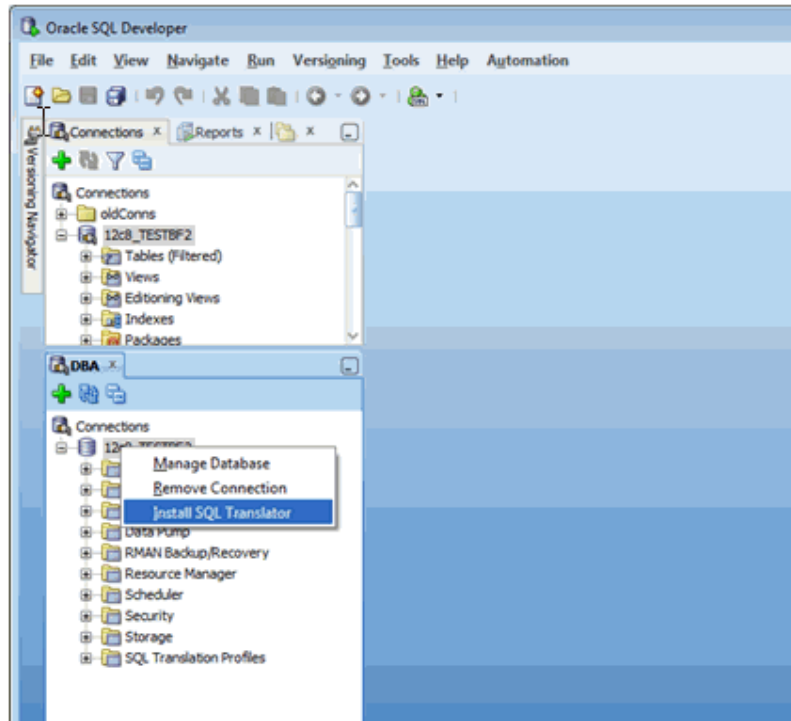 Oracle SQL Developer
File Edit View Navigate Run Versioning Tools Help Automation
Connections Reports
Versioning Navigator
Connections
oldConns
12c8_TESTBF2
Tables (Filtered)
Views
Editioning Views
Indexes
Packages
DBA
Connections
Manage Database
Remove Connection
Install SQL Translator
Data Pump
RMAN Backup/Recovery
Resource Manager
Scheduler
Security
Storage
SQL Translation Profiles